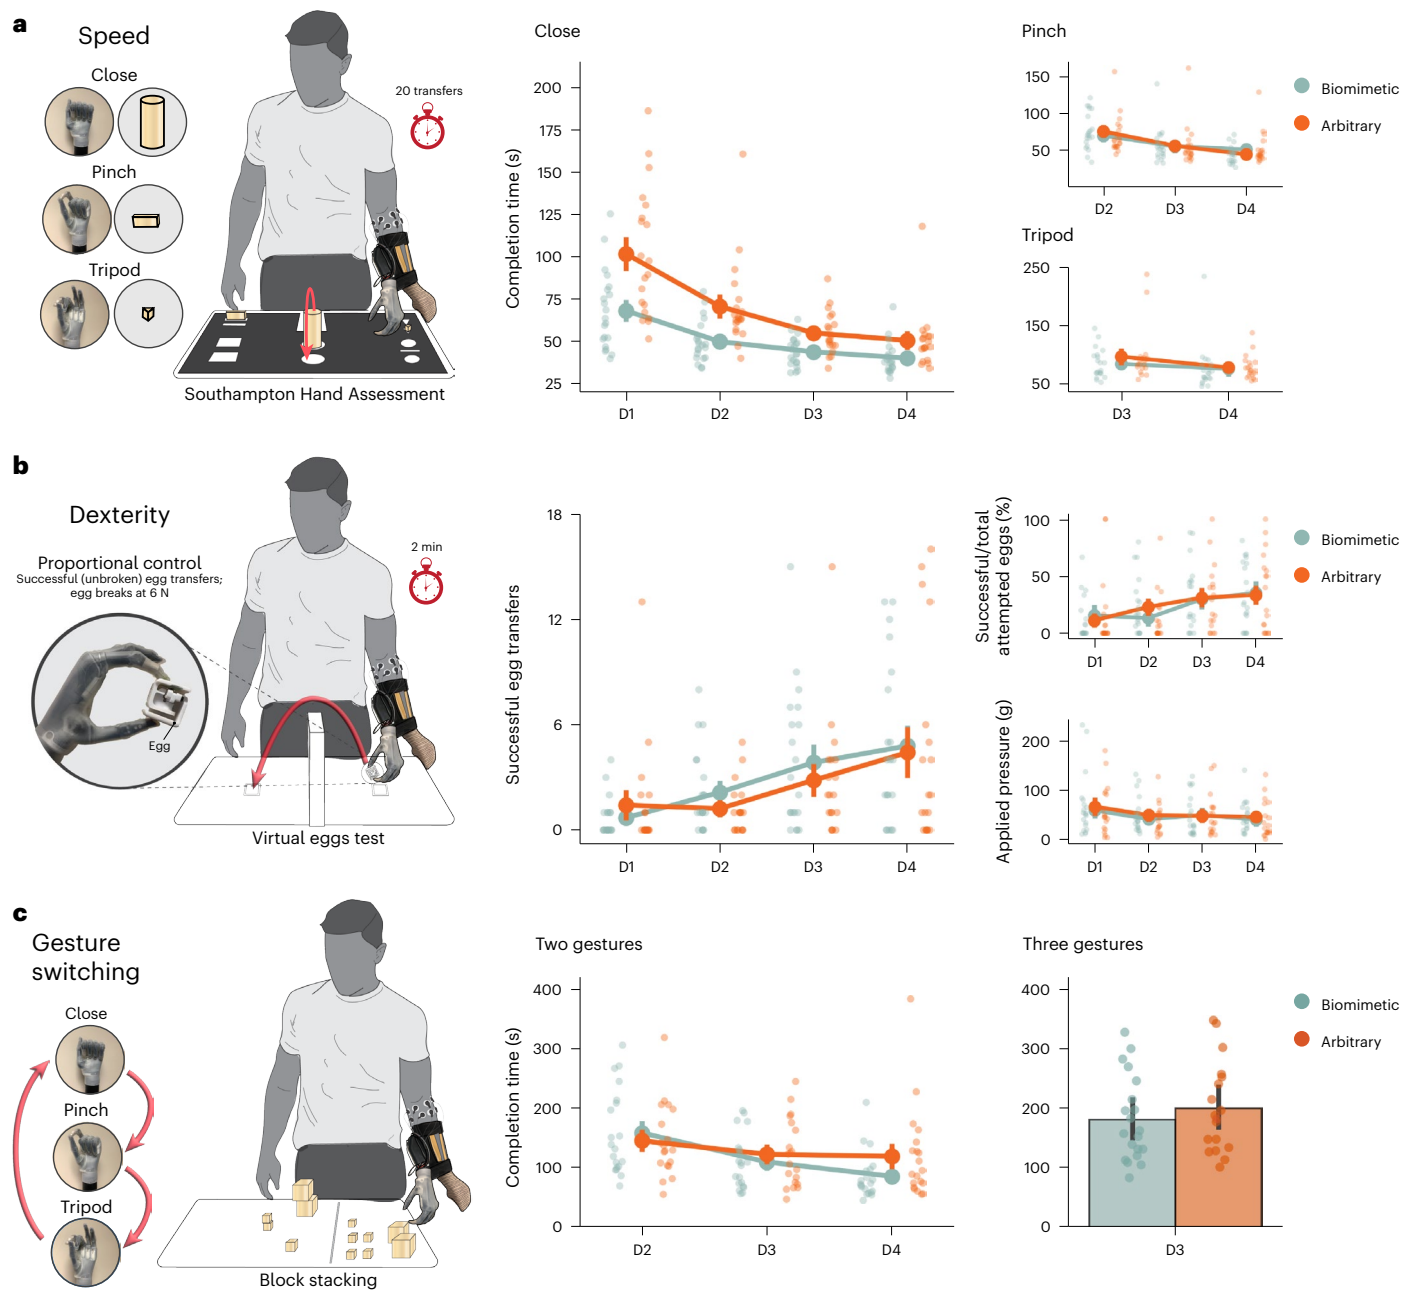 a
Speed
Close
Pinch
Tripod
20 transfers
Southampton Hand Assessment
Close
Completion time (s)
200
175
150
125
100
75
50
25
D1 D2 D3 D4
Pinch
150
100
50
D2 D3 D4
Biomimetic
Arbitrary
Tripod
250
150
50
D3 D4
b
Dexterity
Proportional control
Successful (unbroken) egg transfers;
egg breaks at 6 N
Egg
2 min
Virtual eggs test
Successful egg transfers
18
12
6
0
D1 D2 D3 D4
Successful/total
attempted eggs (%)
100
50
0
D1 D2 D3 D4
Biomimetic
Arbitrary
Applied pressure (g)
200
100
0
D1 D2 D3 D4
c
Gesture
switching
Close
Pinch
Tripod
Block stacking
Two gestures
Completion time (s)
400
300
200
100
0
D2 D3 D4
Three gestures
400
300
200
100
0
D3
Biomimetic
Arbitrary